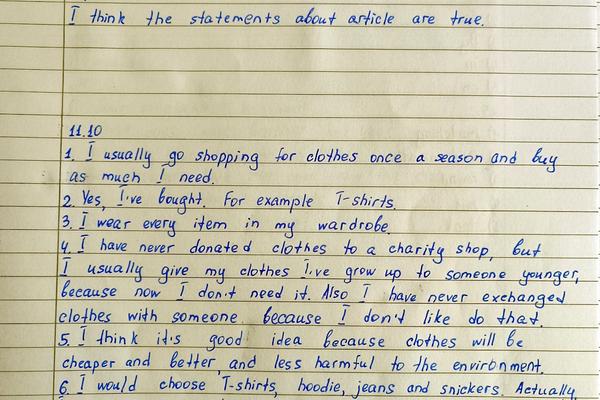 I think the statements about article are true.
11.10
1. I usually go shopping for clothes once a season and buy
as much I need.
2. Yes, I've bought. For example T-shirts.
3. I wear every item in my wardrobe.
4. I have never donated clothes to a charity shop, but
I usually give my clothes I've grow up to someone younger,
because now I don't need it. Also I have never exchanged
clothes with someone because I don't like do that.
5. I think it's good idea because clothes will be
cheaper and better, and less harmful to the environment.
6. I would choose T-shirts, hoodie, jeans and snickers. Actually